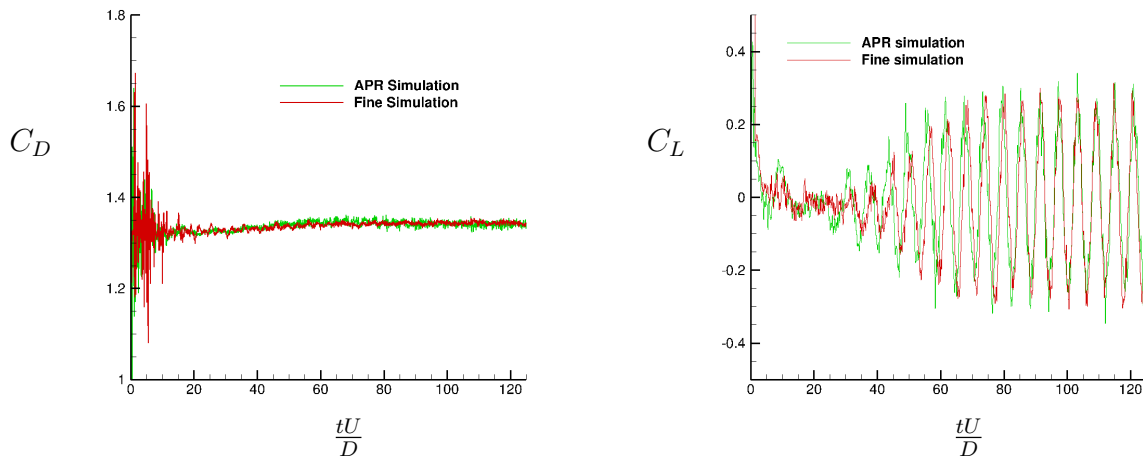 1.8
1.6
1.4
1.2
1
0 20 40 60 80 100 120
APR Simulation
Fine Simulation
C_D
tU
D
0.4
0.2
0
-0.2
-0.4
0 20 40 60 80 100 120
APR simulation
Fine simulation
C_L
tU
D